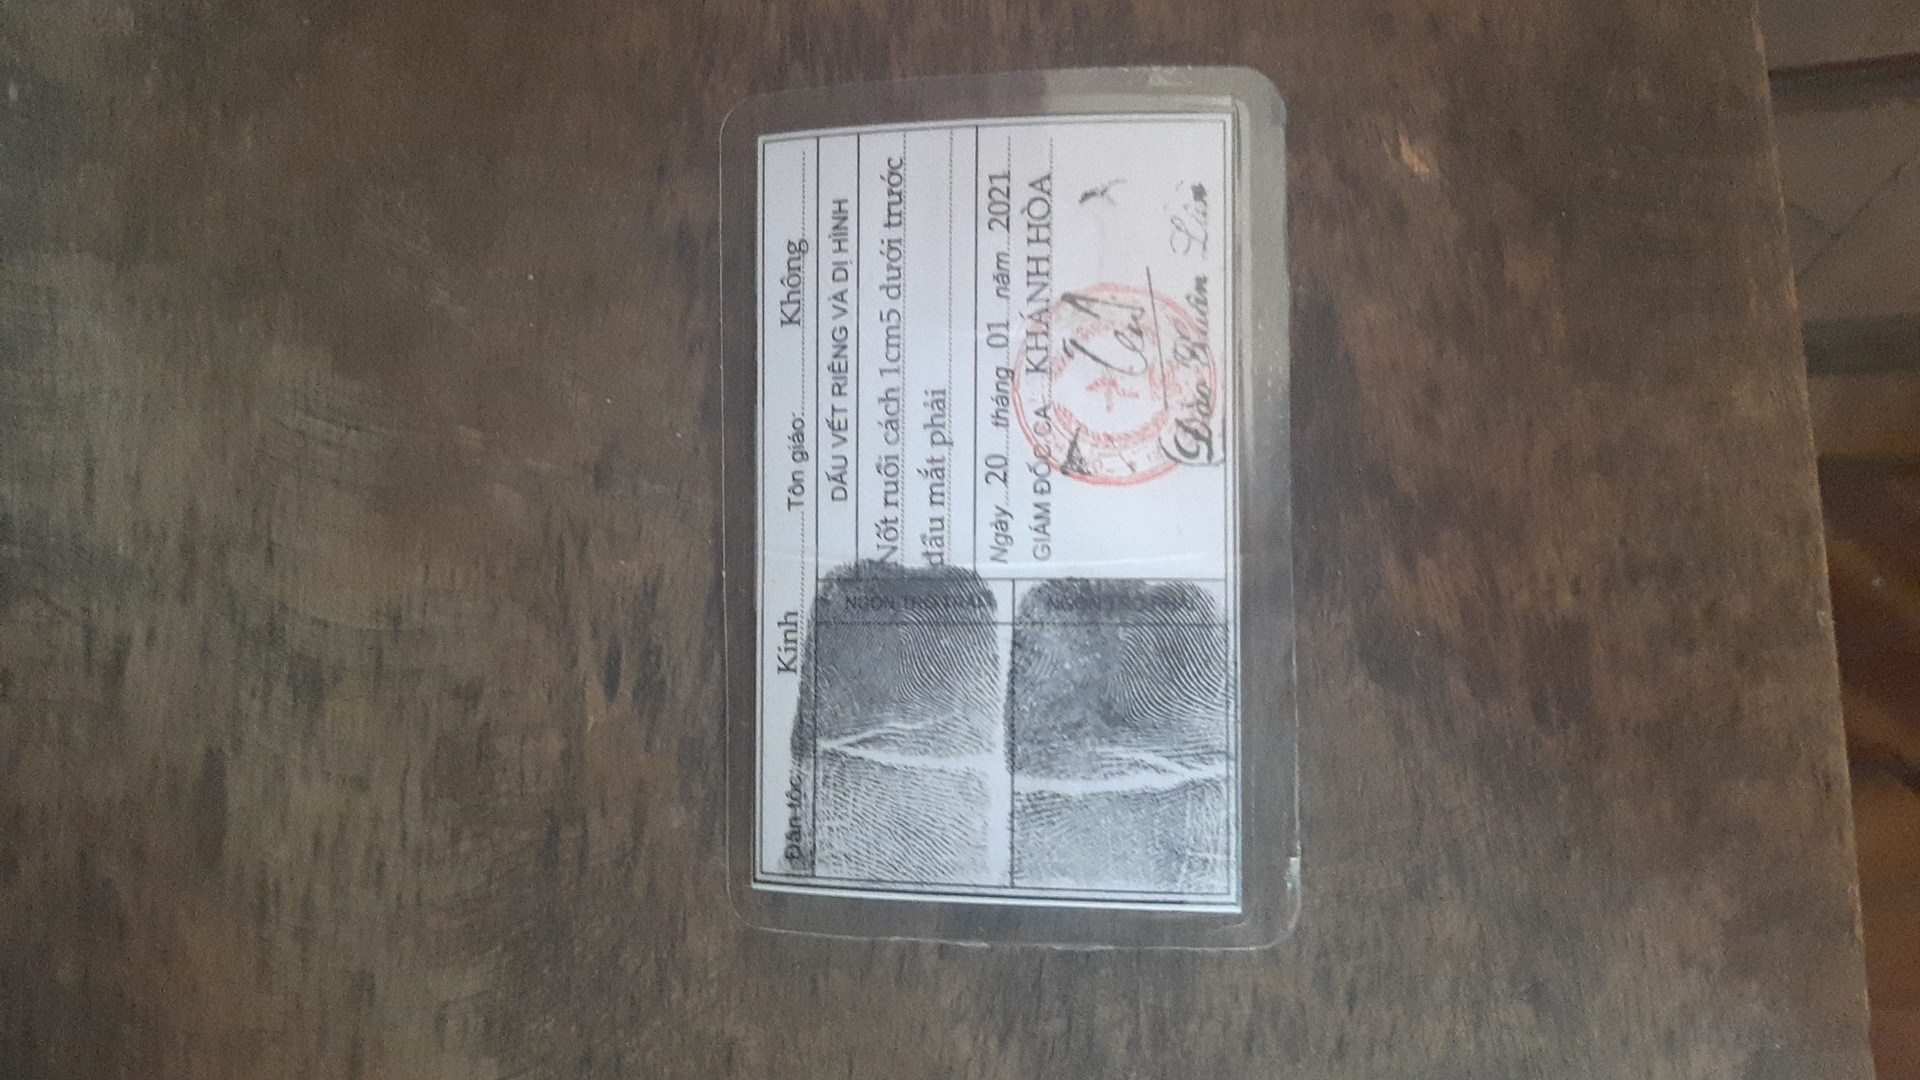 Dân tộc: Kinh Tôn giáo: Không
DẤU VẾT RIÊNG VÀ DỊ HÌNH
Nốt ruồi cách 1cm5 dưới trước
đầu mắt phải
Ngày 20 tháng 01 năm 2021
GIÁM ĐỐC CA KHÁNH HÒA
Đào Xuân Lân